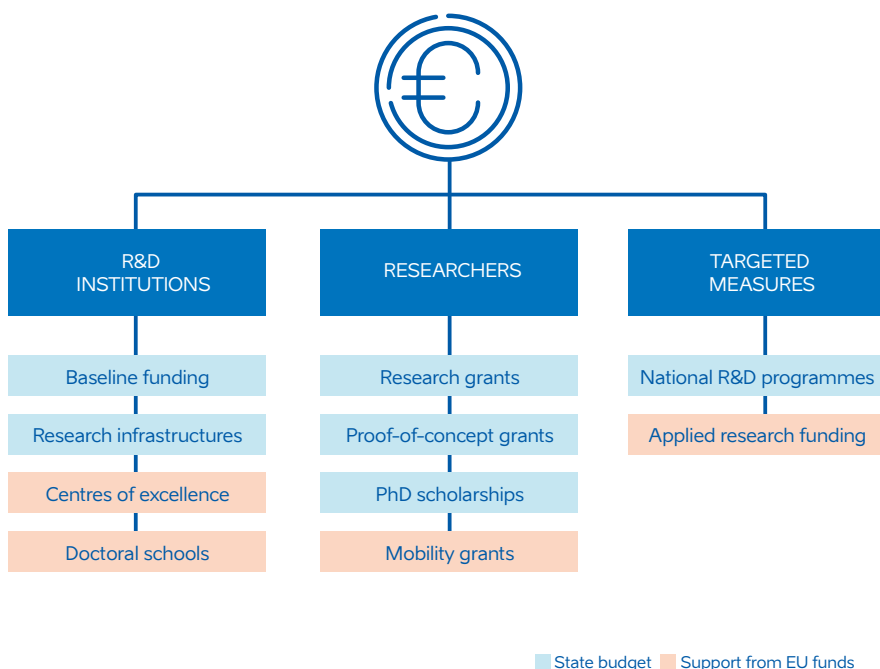 R&D
INSTITUTIONS
RESEARCHERS
TARGETED
MEASURES
Baseline funding
Research infrastructures
Centres of excellence
Doctoral schools
Research grants
Proof-of-concept grants
PhD scholarships
Mobility grants
National R&D programmes
Applied research funding
State budget
Support from EU funds